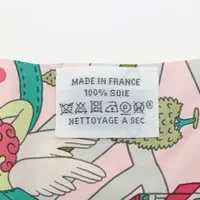 MADE IN FRANCE
100% SOIE
NETTOYAGE A SEC